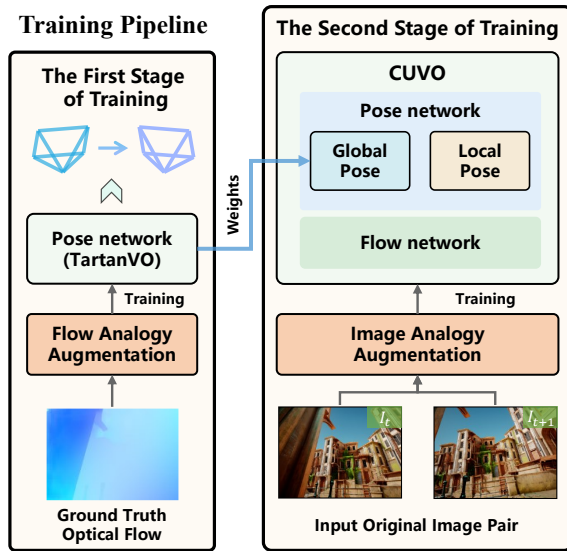 Training Pipeline
The First Stage
of Training
Pose network
(TartanVO)
Training
Flow Analogy
Augmentation
Ground Truth
Optical Flow
Weights
The Second Stage of Training
CUVO
Pose network
Global
Pose
Local
Pose
Flow network
Training
Image Analogy
Augmentation
I_t
I_{t+1}
Input Original Image Pair